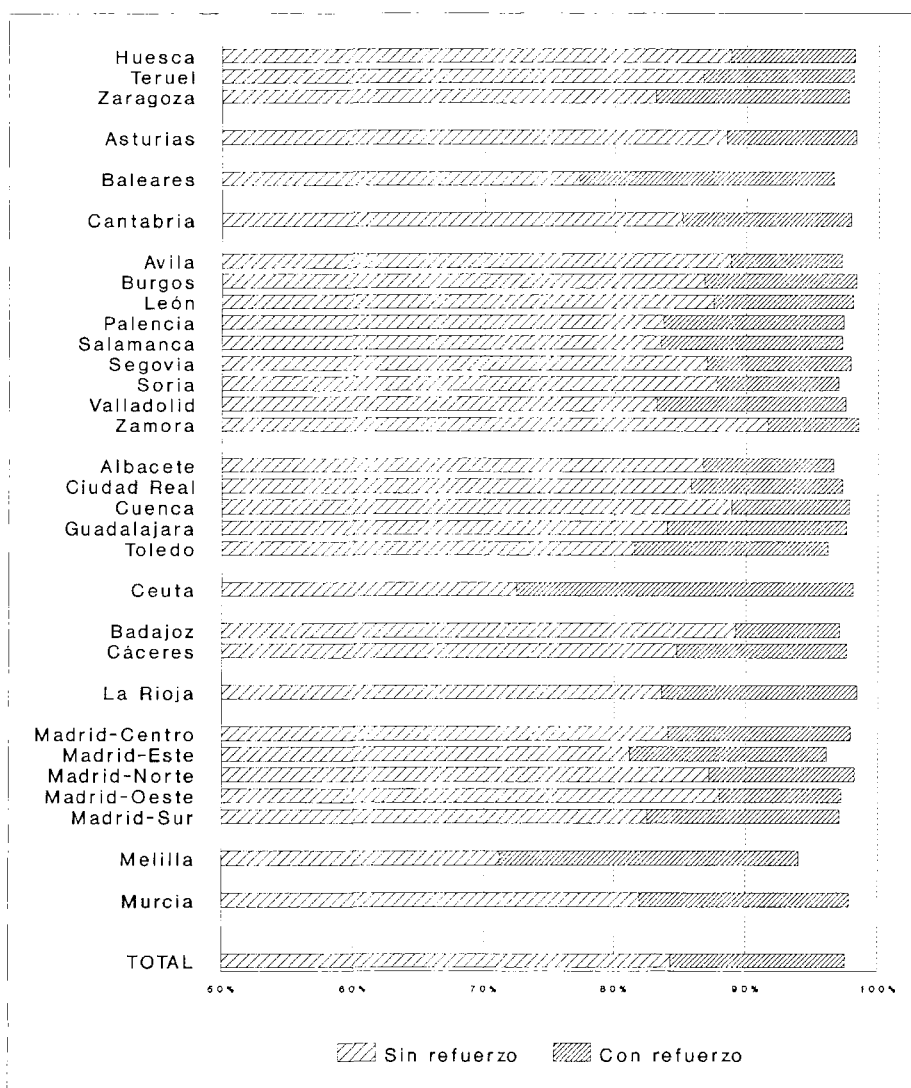 Huesca
Teruel
Zaragoza
Asturias
Baleares
Cantabria
Avila
Burgos
León
Palencia
Salamanca
Segovia
Soria
Valladolid
Zamora
Albacete
Ciudad Real
Cuenca
Guadalajara
Toledo
Ceuta
Badajoz
Cáceres
La Rioja
Madrid-Centro
Madrid-Este
Madrid-Norte
Madrid-Oeste
Madrid-Sur
Melilla
Murcia
TOTAL
50% 60% 70% 80% 90% 100%
Sin refuerzo Con refuerzo